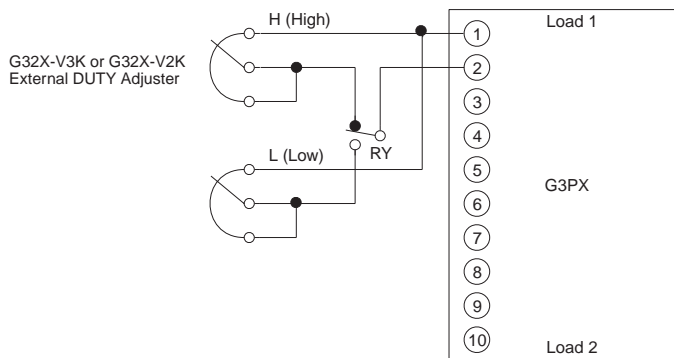 H (High)
Load 1
G32X-V3K or G32X-V2K
External DUTY Adjuster
1
2
3
4
L (Low)
RY
5
G3PX
6
7
8
9
10
Load 2